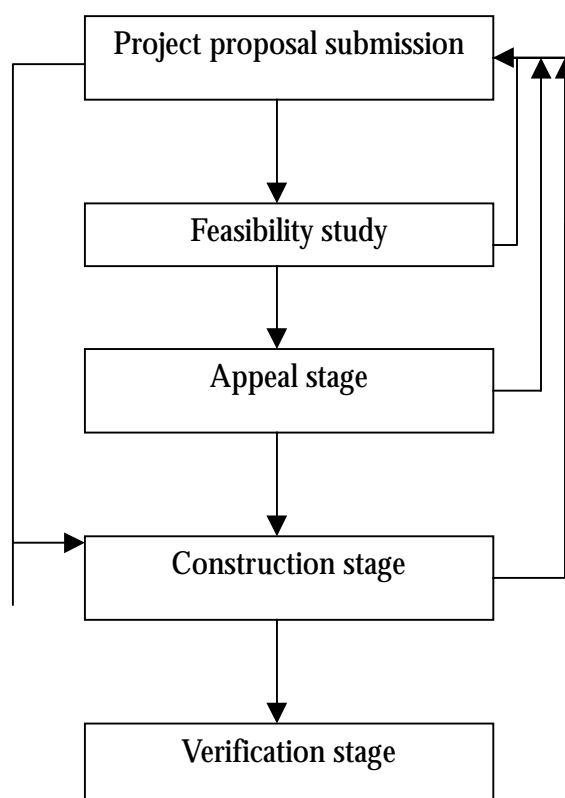 Project proposal submission
Feasibility study
Appeal stage
Construction stage
Verification stage